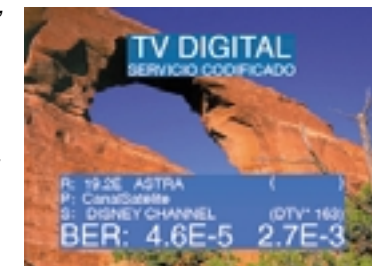 TV DIGITAL
SERVICIO CODIFICADO
R: 19.2E ASTRA ( )
P: CanalSatelite
S: DISNEY CHANNEL (DTV* 163)
BER: 4.6E-5 2.7E-3